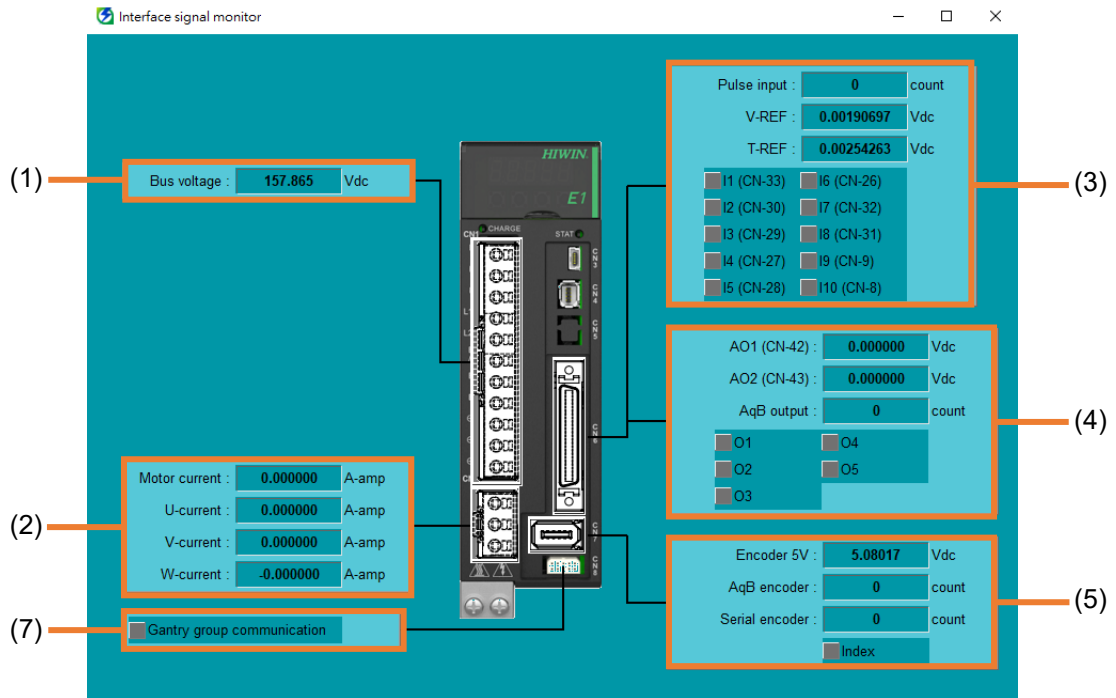 Interface signal monitor
(1)
Bus voltage : 157.865 Vdc
(2)
Motor current : 0.000000 A-amp
U-current : 0.000000 A-amp
V-current : 0.000000 A-amp
W-current : -0.000000 A-amp
(7)
Gantry group communication
HIWIN
E1
CHARGE
CN1
STAT
CN3
CN4
L1
CN5
L2
CN6
CN7
CN8
(3)
Pulse input : 0 count
V-REF : 0.00190697 Vdc
T-REF : 0.00254263 Vdc
I1 (CN-33) I6 (CN-26)
I2 (CN-30) I7 (CN-32)
I3 (CN-29) I8 (CN-31)
I4 (CN-27) I9 (CN-9)
I5 (CN-28) I10 (CN-8)
(4)
AO1 (CN-42) : 0.000000 Vdc
AO2 (CN-43) : 0.000000 Vdc
AqB output : 0 count
O1 O4
O2 O5
O3
(5)
Encoder 5V : 5.08017 Vdc
AqB encoder : 0 count
Serial encoder : 0 count
Index